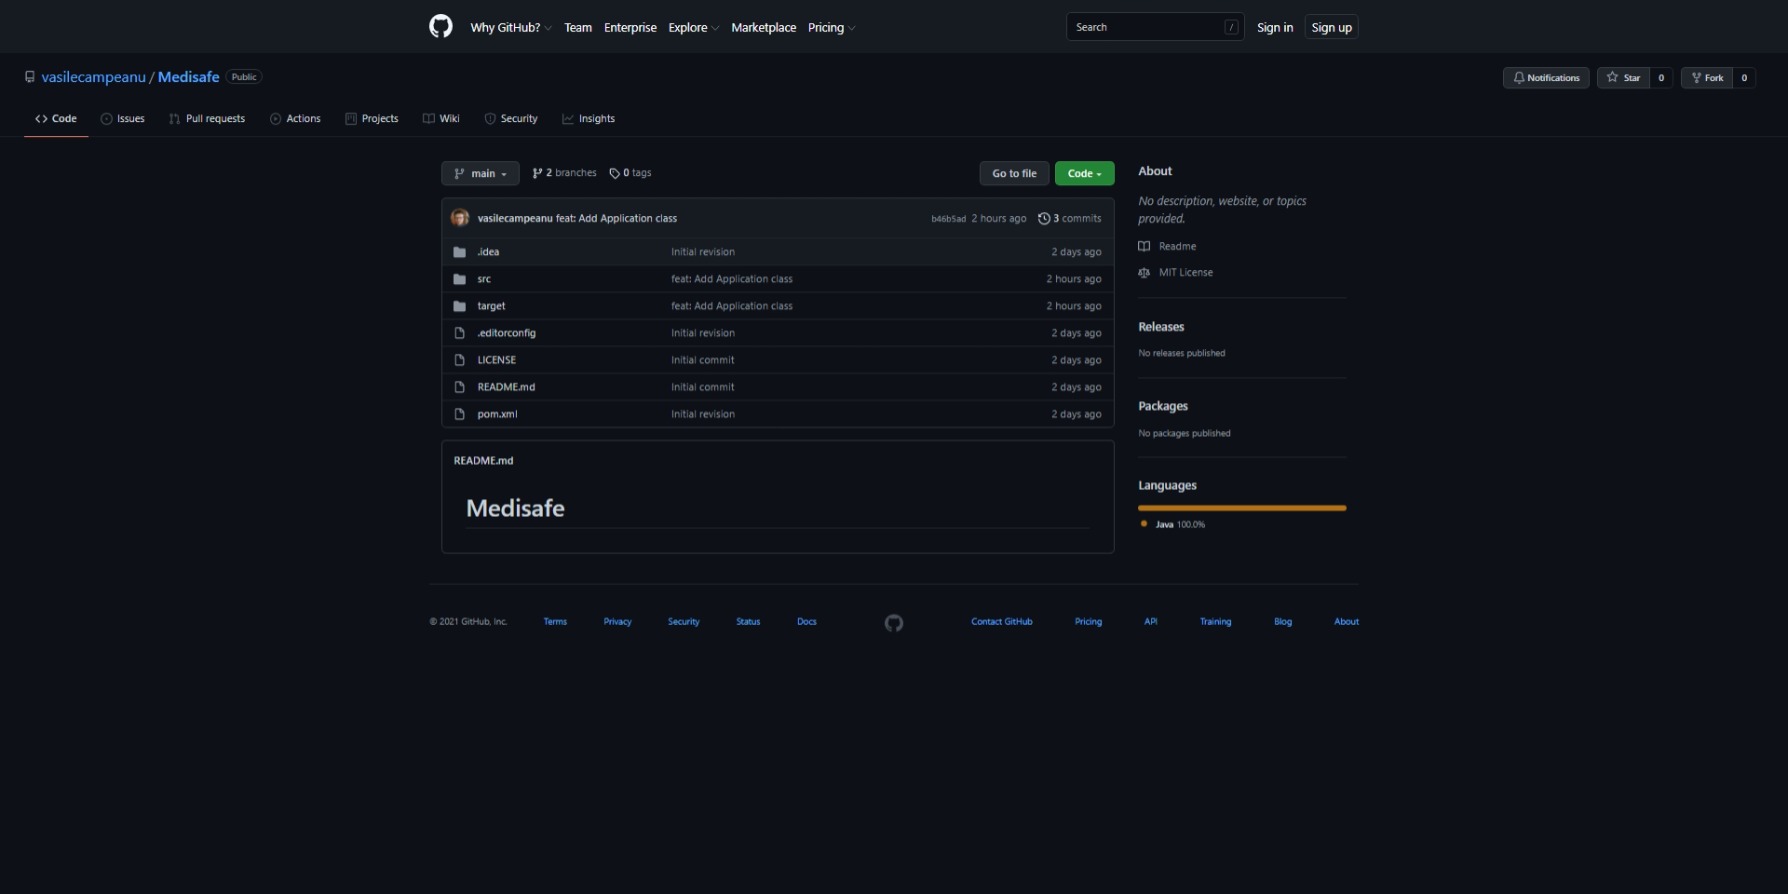 Why GitHub? Team Enterprise Explore Marketplace Pricing Search / Sign in Sign up
vasilecampeanu / Medisafe Public Notifications Star 0 Fork 0
Code Issues Pull requests Actions Projects Wiki Security Insights
main 2 branches 0 tags Go to file Code
vasilecampeanu feat: Add Application class b46b5ad 2 hours ago 3 commits
.idea Initial revision 2 days ago
src feat: Add Application class 2 hours ago
target feat: Add Application class 2 hours ago
.editorconfig Initial revision 2 days ago
LICENSE Initial commit 2 days ago
README.md Initial commit 2 days ago
pom.xml Initial revision 2 days ago
README.md
Medisafe
About
No description, website, or topics
provided.
Readme
MIT License
Releases
No releases published
Packages
No packages published
Languages
Java 100.0%
© 2021 GitHub, Inc. Terms Privacy Security Status Docs Contact GitHub Pricing API Training Blog About